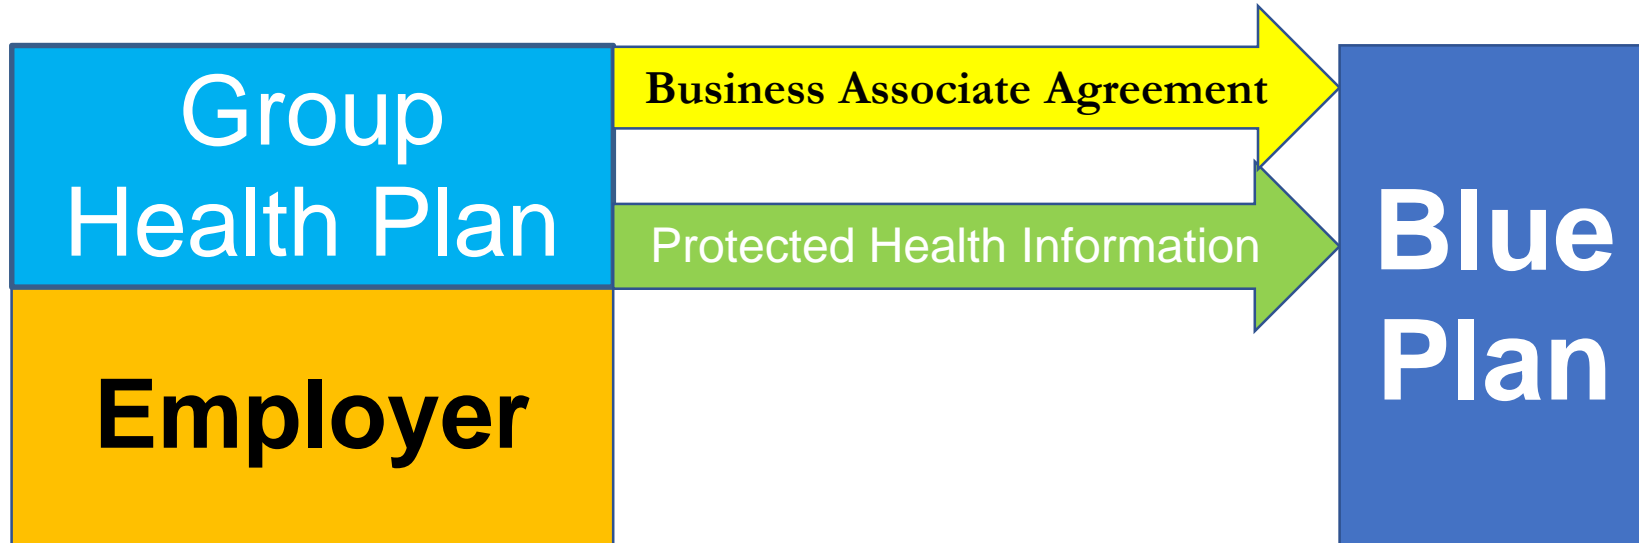 Group
Health Plan
Employer
Business Associate Agreement
Protected Health Information
Blue
Plan